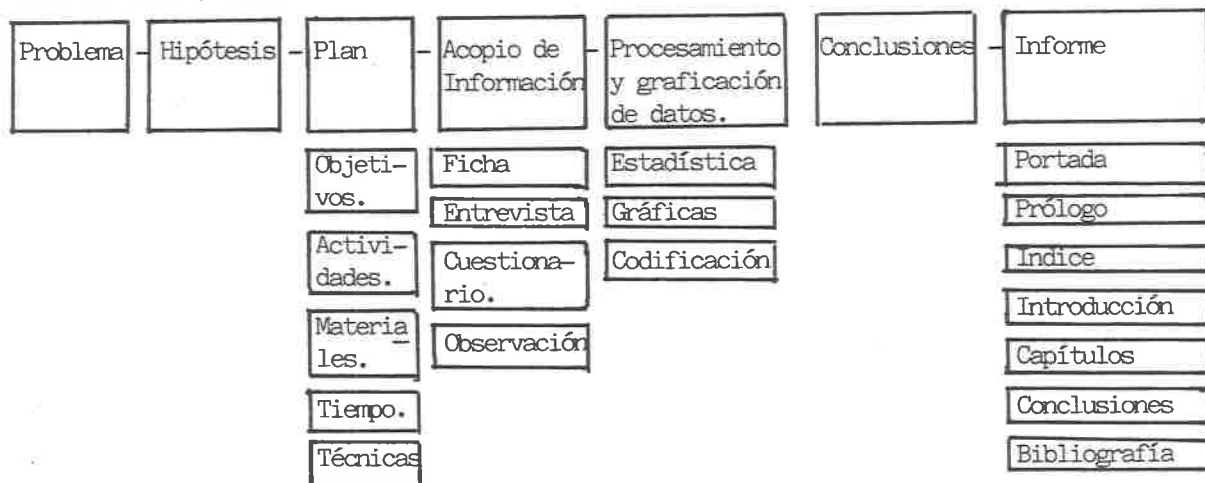 Problema - Hipótesis - Plan - Acopio de Información - Procesamiento y graficación de datos. Conclusiones - Informe
Objeti-
vos.
Activi-
dades.
Materia
les.
Tiempo.
Técnicas
Ficha
Entrevista
Cuestiona-
rio.
Observación
Estadística
Gráficas
Codificación
Portada
Prólogo
Indice
Introducción
Capítulos
Conclusiones
Bibliografía